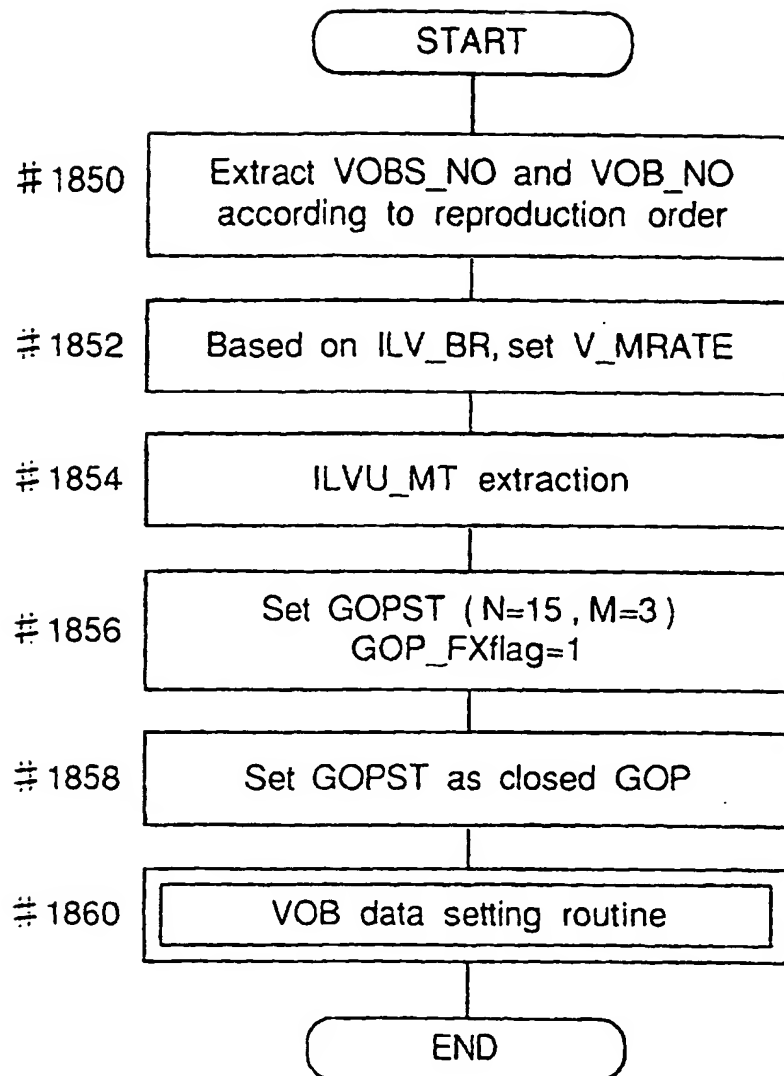 START
#1850
Extract VOBS_NO and VOB_NO
according to reproduction order
#1852
Based on ILV_BR, set V_MRATE
#1854
ILVU_MT extraction
#1856
Set GOPST (N=15, M=3)
GOP_FXflag=1
#1858
Set GOPST as closed GOP
#1860
VOB data setting routine
END